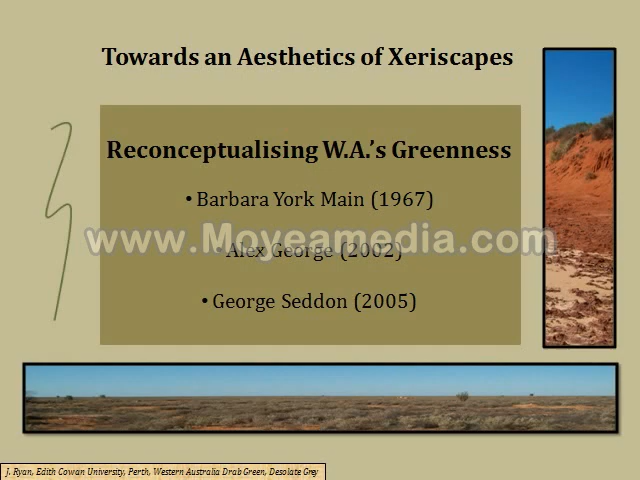 Towards an Aesthetics of Xeriscapes
Reconceptualising W.A.'s Greenness
• Barbara York Main (1967)
www.Moyeamedia.com
• Alex George (2002)
• George Seddon (2005)
J. Ryan, Edith Cowan University, Perth, Western Australia Drab Green, Desolate Grey